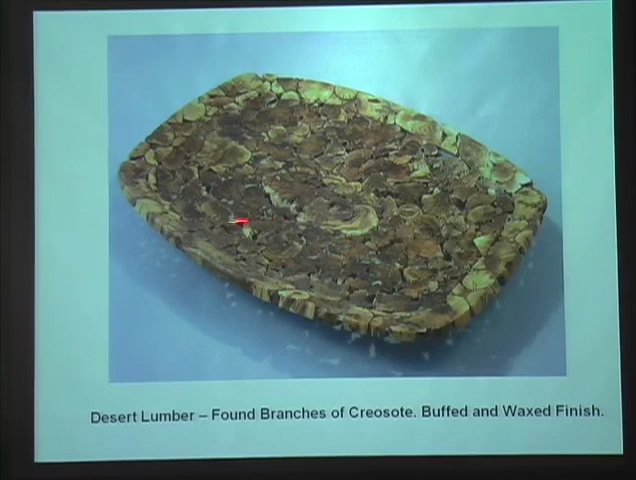 Desert Lumber – Found Branches of Creosote. Buffed and Waxed Finish.